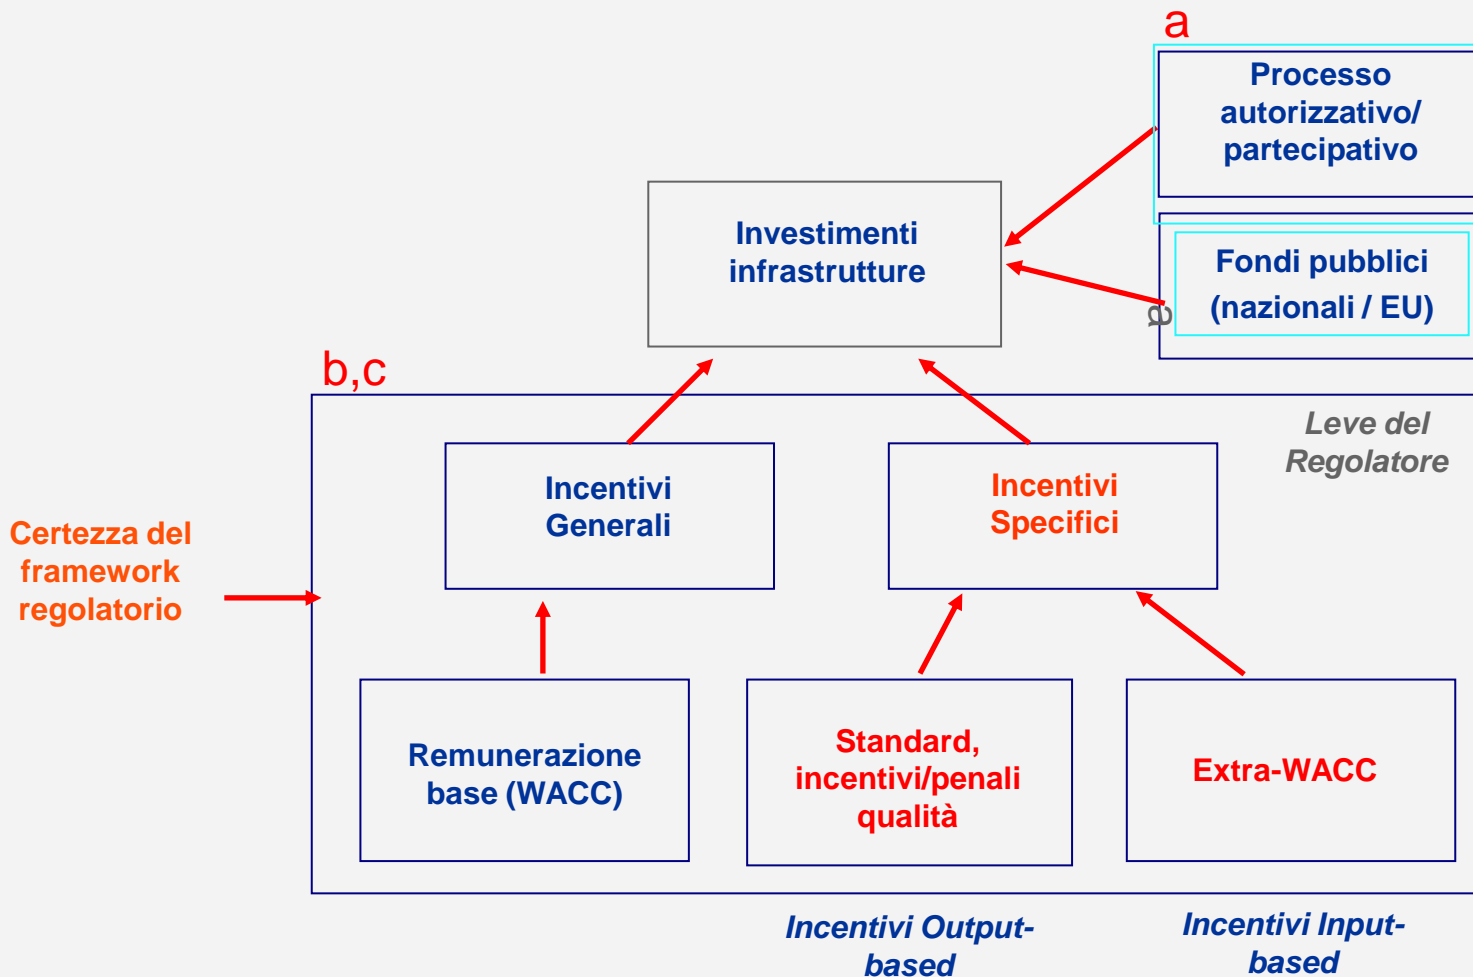 a
Processo
autorizzativo/
partecipativo
Investimenti
infrastrutture
Fondi pubblici
(nazionali / EU)
a
b,c
Leve del
Regolatore
Incentivi
Generali
Incentivi
Specifici
Certezza del
framework
regolatorio
Remunerazione
base (WACC)
Standard,
incentivi/penali
qualità
Extra-WACC
Incentivi Output-
based
Incentivi Input-
based